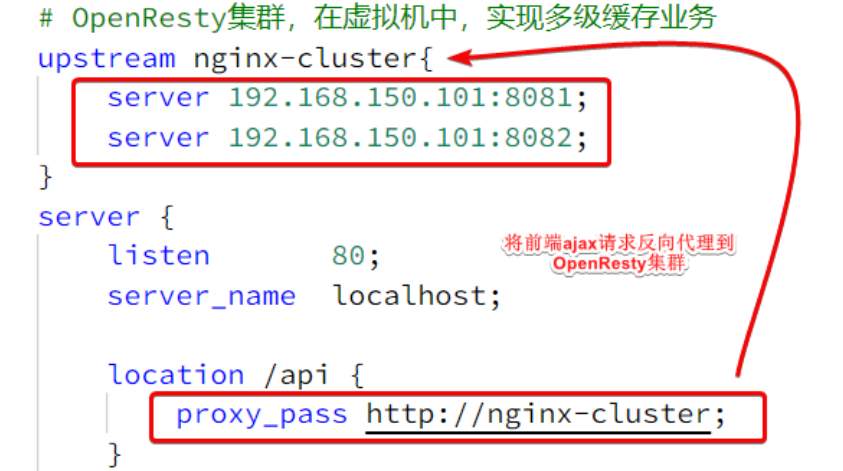 # OpenResty集群，在虚拟机中，实现多级缓存业务
upstream nginx-cluster{
server 192.168.150.101:8081;
server 192.168.150.101:8082;
}
server {
listen 80;
server_name localhost;
将前端ajax请求反向代理到
OpenResty集群
location /api {
proxy_pass http://nginx-cluster;
}